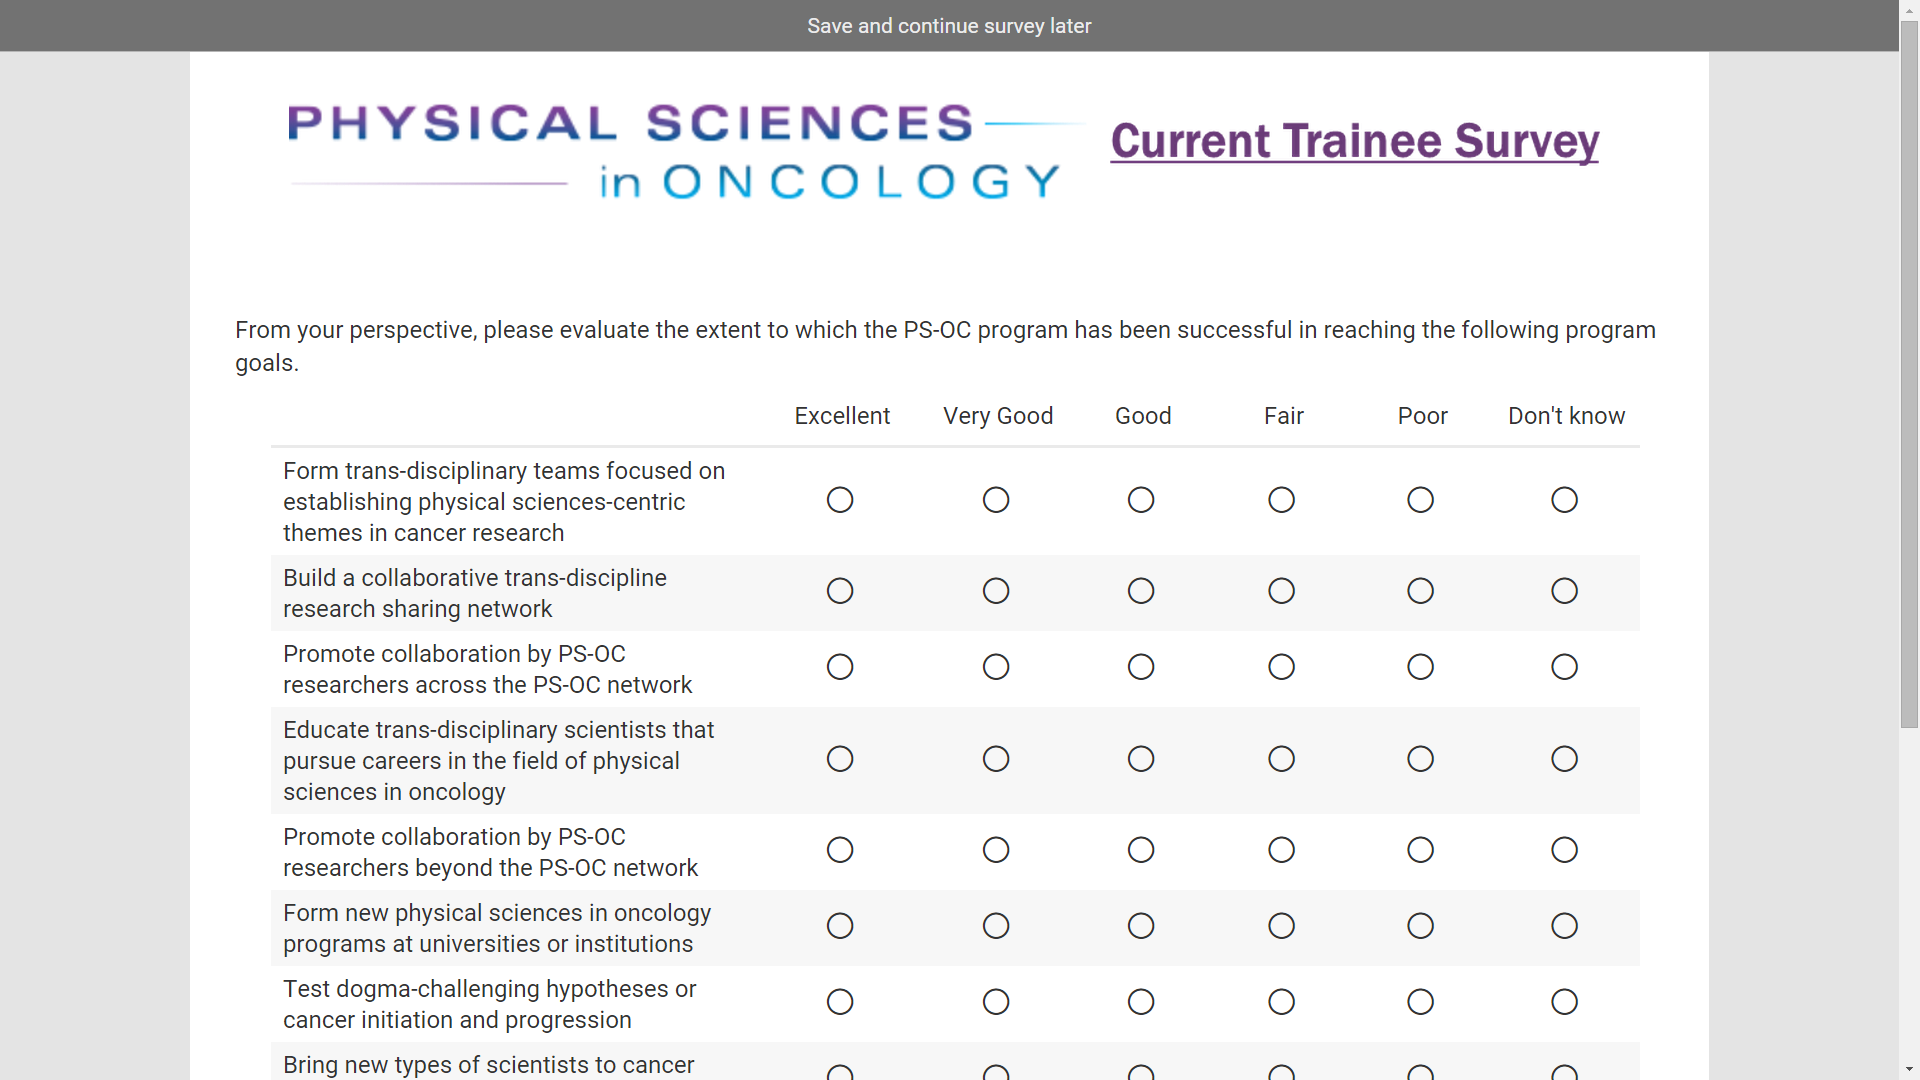 Save and continue survey later
PHYSICAL SCIENCES
in ONCOLOGY
Current Trainee Survey
From your perspective, please evaluate the extent to which the PS-OC program has been successful in reaching the following program
goals.
Excellent Very Good Good Fair Poor Don't know
Form trans-disciplinary teams focused on
establishing physical sciences-centric
themes in cancer research
Build a collaborative trans-discipline
research sharing network
Promote collaboration by PS-OC
researchers across the PS-OC network
Educate trans-disciplinary scientists that
pursue careers in the field of physical
sciences in oncology
Promote collaboration by PS-OC
researchers beyond the PS-OC network
Form new physical sciences in oncology
programs at universities or institutions
Test dogma-challenging hypotheses or
cancer initiation and progression
Bring new types of scientists to cancer